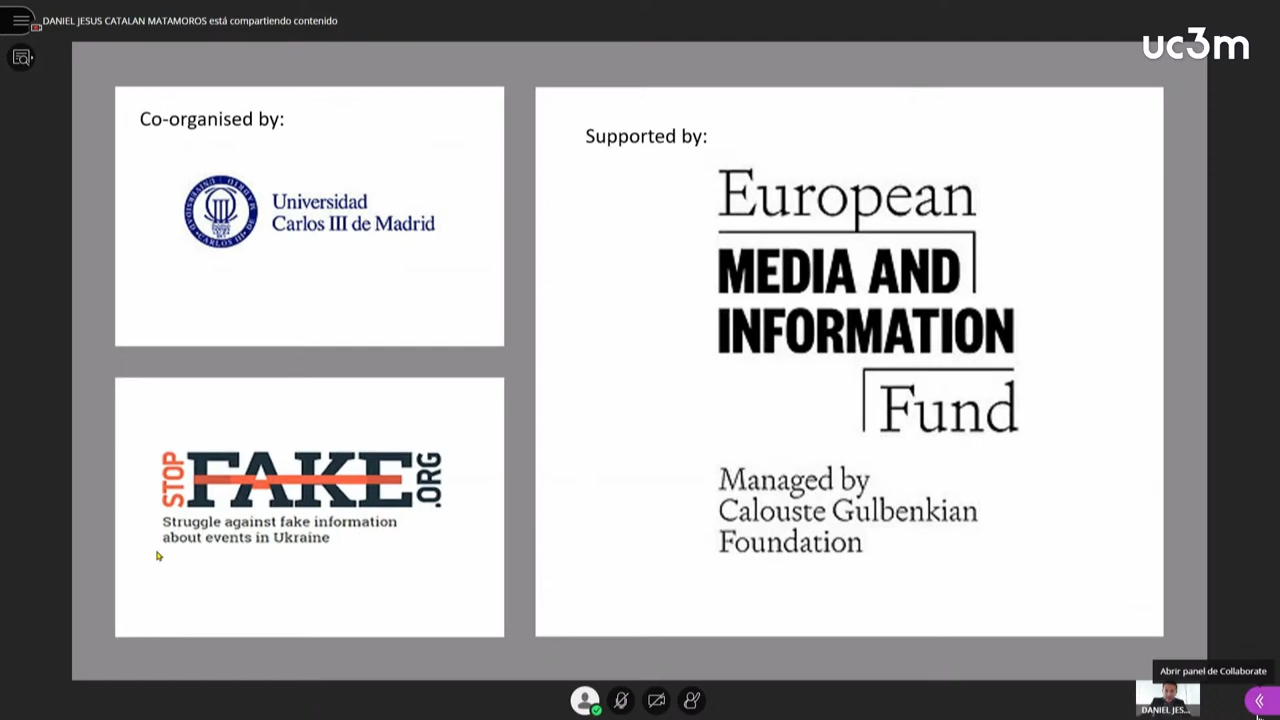 DANIEL JESUS CATALAN MATAMOROS está compartiendo contenido
uc3m
Co-organised by:
Universidad
Carlos III de Madrid
STOP
FAKE
.ORG
Struggle against fake information
about events in Ukraine
Supported by:
European
MEDIA AND
INFORMATION
Fund
Managed by
Calouste Gulbenkian
Foundation
Abrir panel de Collaborate
DANIEL JES...